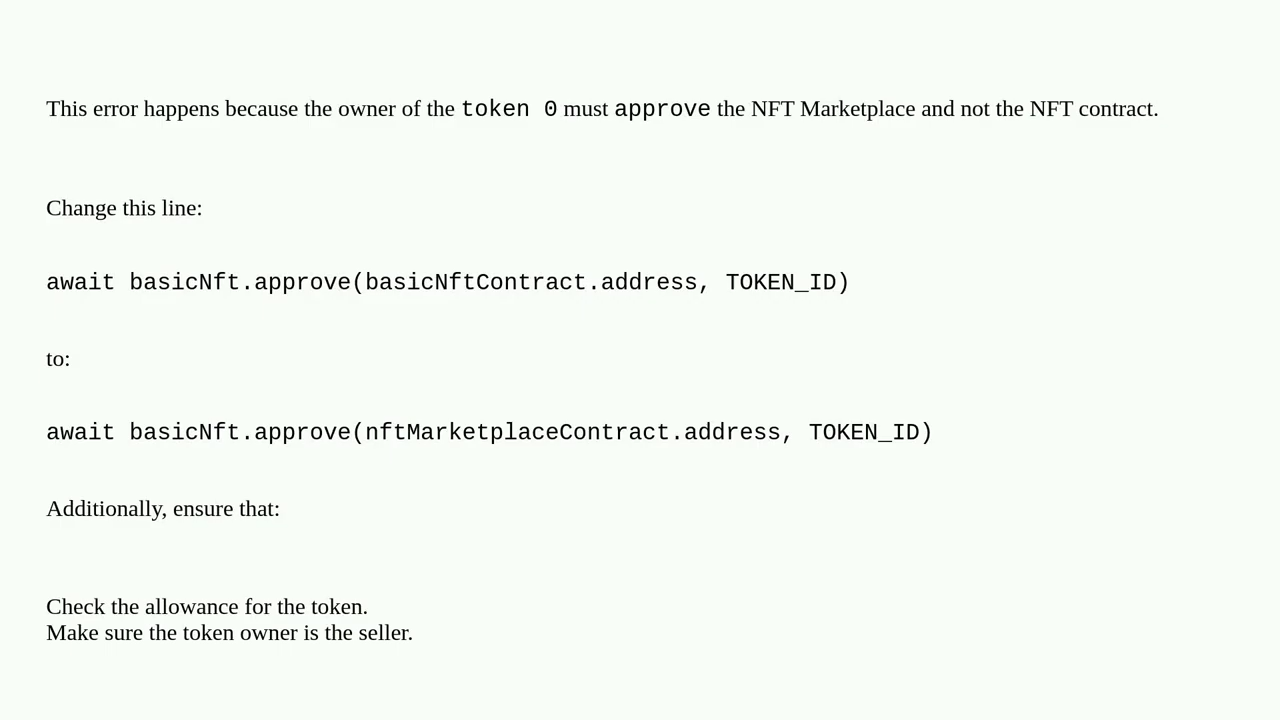 This error happens because the owner of the token 0 must approve the NFT Marketplace and not the NFT contract.
Change this line:
await basicNft.approve(basicNftContract.address, TOKEN_ID)
to:
await basicNft.approve(nftMarketplaceContract.address, TOKEN_ID)
Additionally, ensure that:
Check the allowance for the token.
Make sure the token owner is the seller.